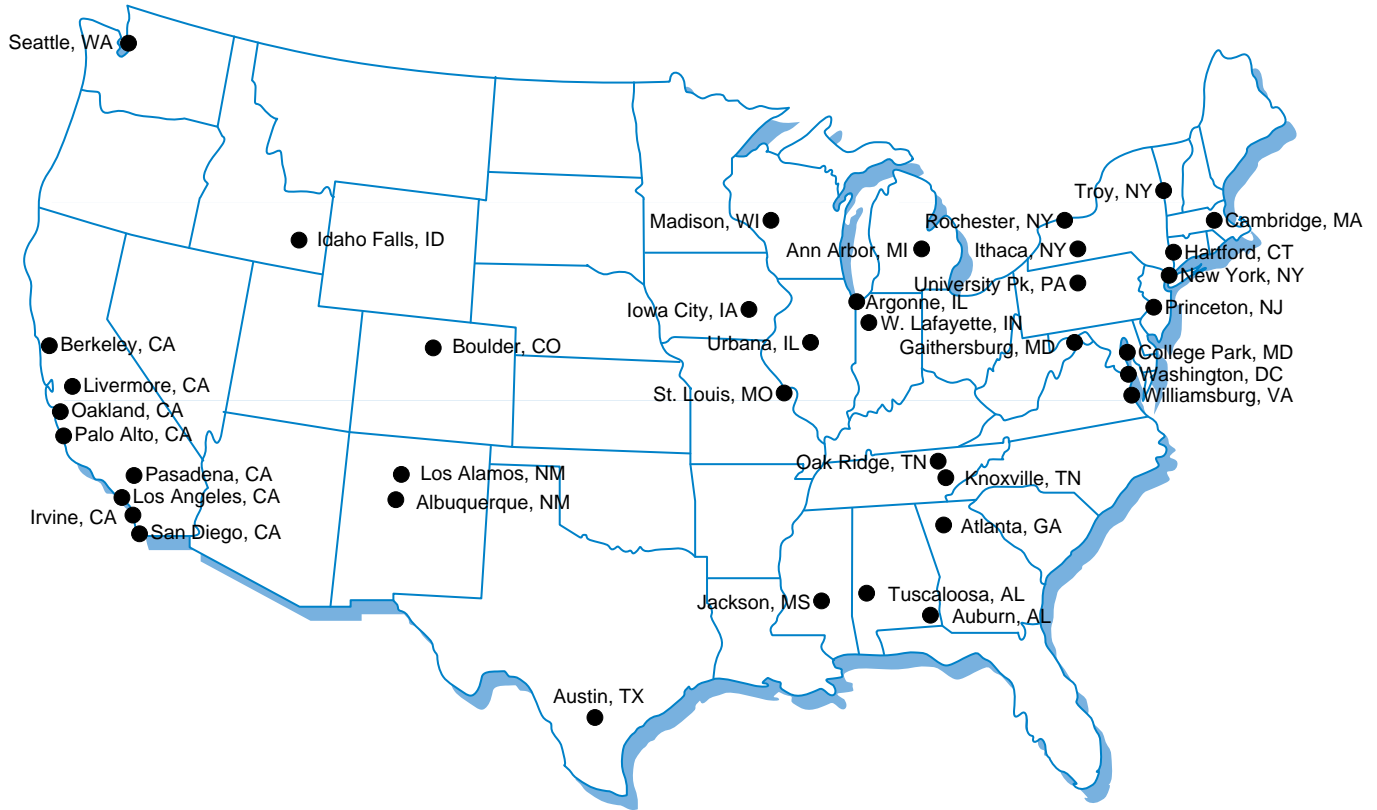 Seattle, WA
Troy, NY
Madison, WI
Rochester, NY
Cambridge, MA
Idaho Falls, ID
Ann Arbor, MI
Ithaca, NY
Hartford, CT
New York, NY
University Pk, PA
Argonne, IL
Iowa City, IA
Princeton, NJ
W. Lafayette, IN
Berkeley, CA
Boulder, CO
Urbana, IL
Gaithersburg, MD
College Park, MD
Washington, DC
Livermore, CA
St. Louis, MO
Williamsburg, VA
Oakland, CA
Palo Alto, CA
Oak Ridge, TN
Pasadena, CA
Los Alamos, NM
Knoxville, TN
Los Angeles, CA
Albuquerque, NM
Irvine, CA
Atlanta, GA
San Diego, CA
Tuscaloosa, AL
Jackson, MS
Auburn, AL
Austin, TX